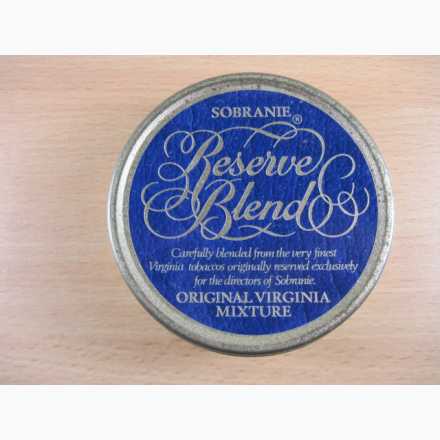 SOBRANIE®
Reserve
Blend
Carefully blended from the very finest
Virginia tobaccos originally reserved exclusively
for the directors of Sobranie.
ORIGINAL VIRGINIA
MIXTURE